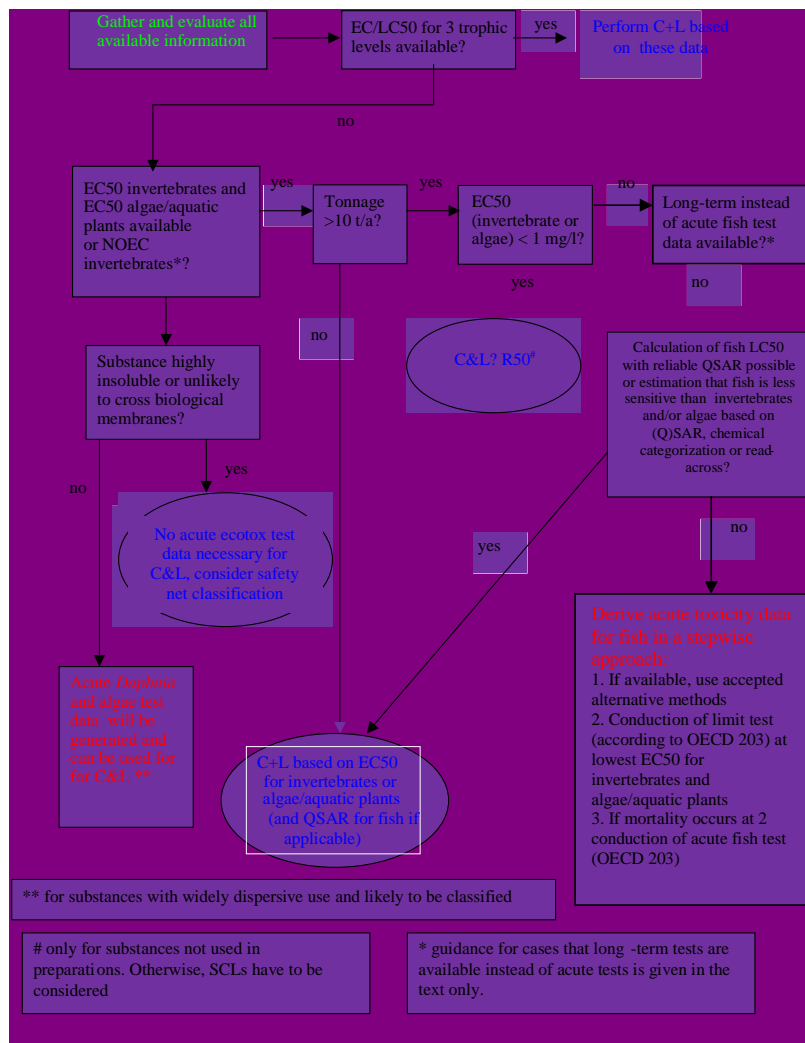 Gather and evaluate all
available information
EC/LC50 for 3 trophic
levels available?
yes
Perform C+L based
on these data
no
EC50 invertebrates and
EC50 algae/aquatic
plants available
or NOEC
invertebrates*?
yes
Tonnage
>10 t/a?
yes
EC50
(invertebrate or
algae) < 1 mg/l?
no
Long-term instead
of acute fish test
data available?*
yes
no
no
Substance highly
insoluble or unlikely
to cross biological
membranes?
C&L? R50#
Calculation of fish LC50
with reliable QSAR possible
or estimation that fish is less
sensitive than invertebrates
and/or algae based on
(Q)SAR, chemical
categorization or read-
across?
no
yes
No acute ecotox test
data necessary for
C&L, consider safety
net classification
yes
no
Derive acute toxicity data
for fish in a stepwise
approach:
1. If available, use accepted
alternative methods
2. Conduction of limit test
(according to OECD 203) at
lowest EC50 for
invertebrates and
algae/aquatic plants
3. If mortality occurs at 2
conduction of acute fish test
(OECD 203)
Acute Daphnia
and algae test
data will be
generated and
can be used for
for C&L **
C+L based on EC50
for invertebrates or
algae/aquatic plants
(and QSAR for fish if
applicable)
** for substances with widely dispersive use and likely to be classified
# only for substances not used in
preparations. Otherwise, SCLs have to be
considered
* guidance for cases that long -term tests are
available instead of acute tests is given in the
text only.